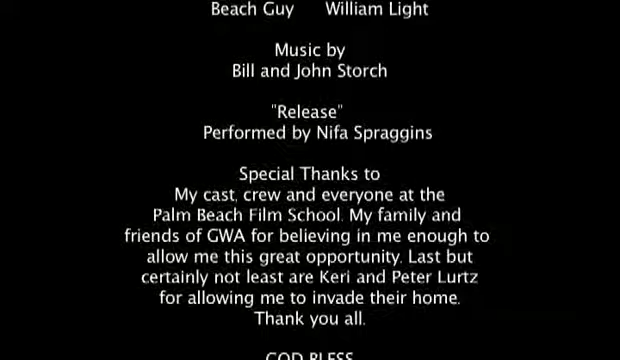 Beach Guy William Light
Music by
Bill and John Storch
"Release"
Performed by Nifa Spraggins
Special Thanks to
My cast, crew and everyone at the
Palm Beach Film School. My family and
friends of GWA for believing in me enough to
allow me this great opportunity. Last but
certainly not least are Keri and Peter Lurtz
for allowing me to invade their home.
Thank you all.
GOD BLESS